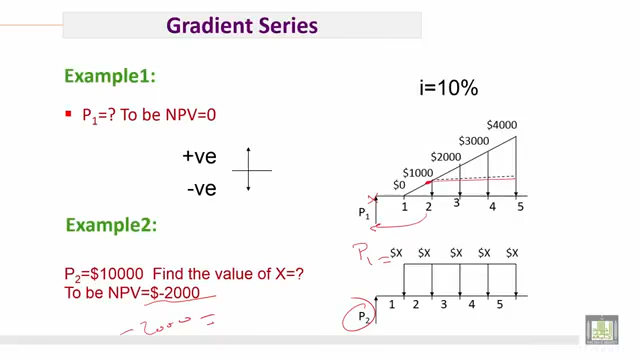 Gradient Series
Example1:
P1=? To be NPV=0
+ve
-ve
Example2:
P2=$10000 Find the value of X=?
To be NPV=$-2000
-2000 =
i=10%
$4000
$3000
$2000
$1000
$0
P1
1 2 3 4 5
P1 =
$X $X $X $X $X
1 2 3 4 5
P2